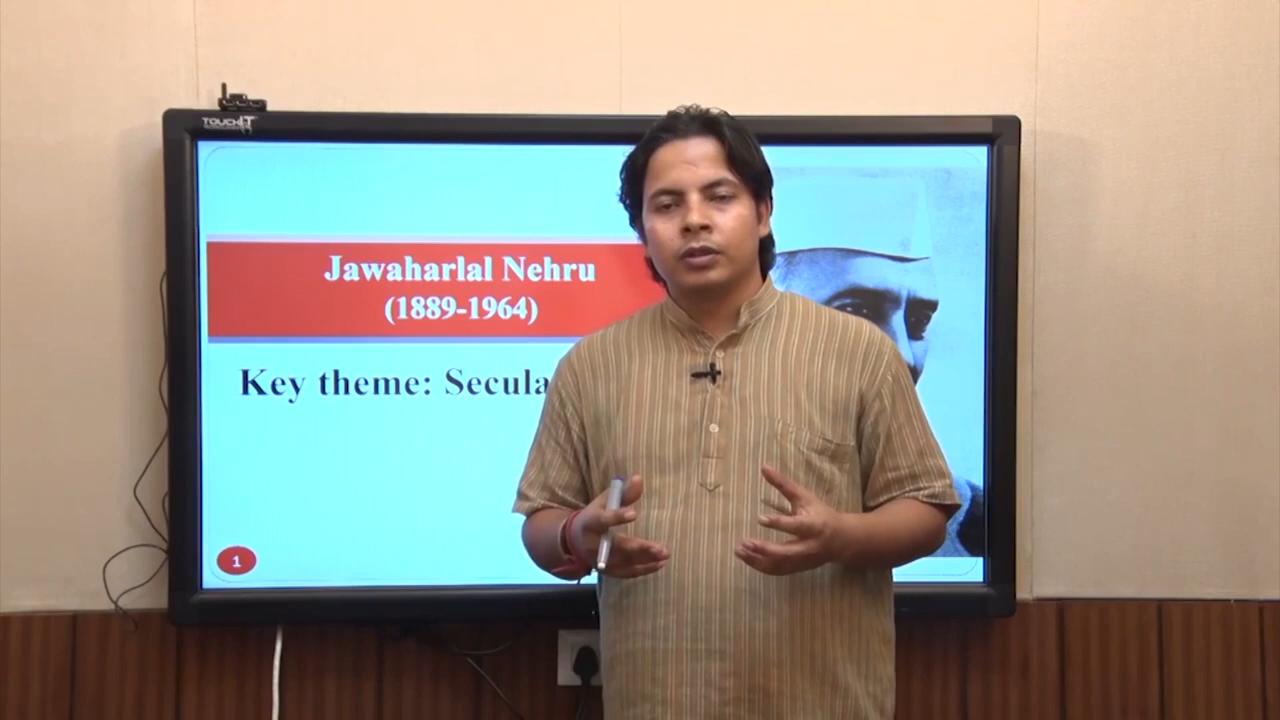 TOUCHIT
Jawaharlal Nehru
(1889-1964)
Key theme: Secula
1